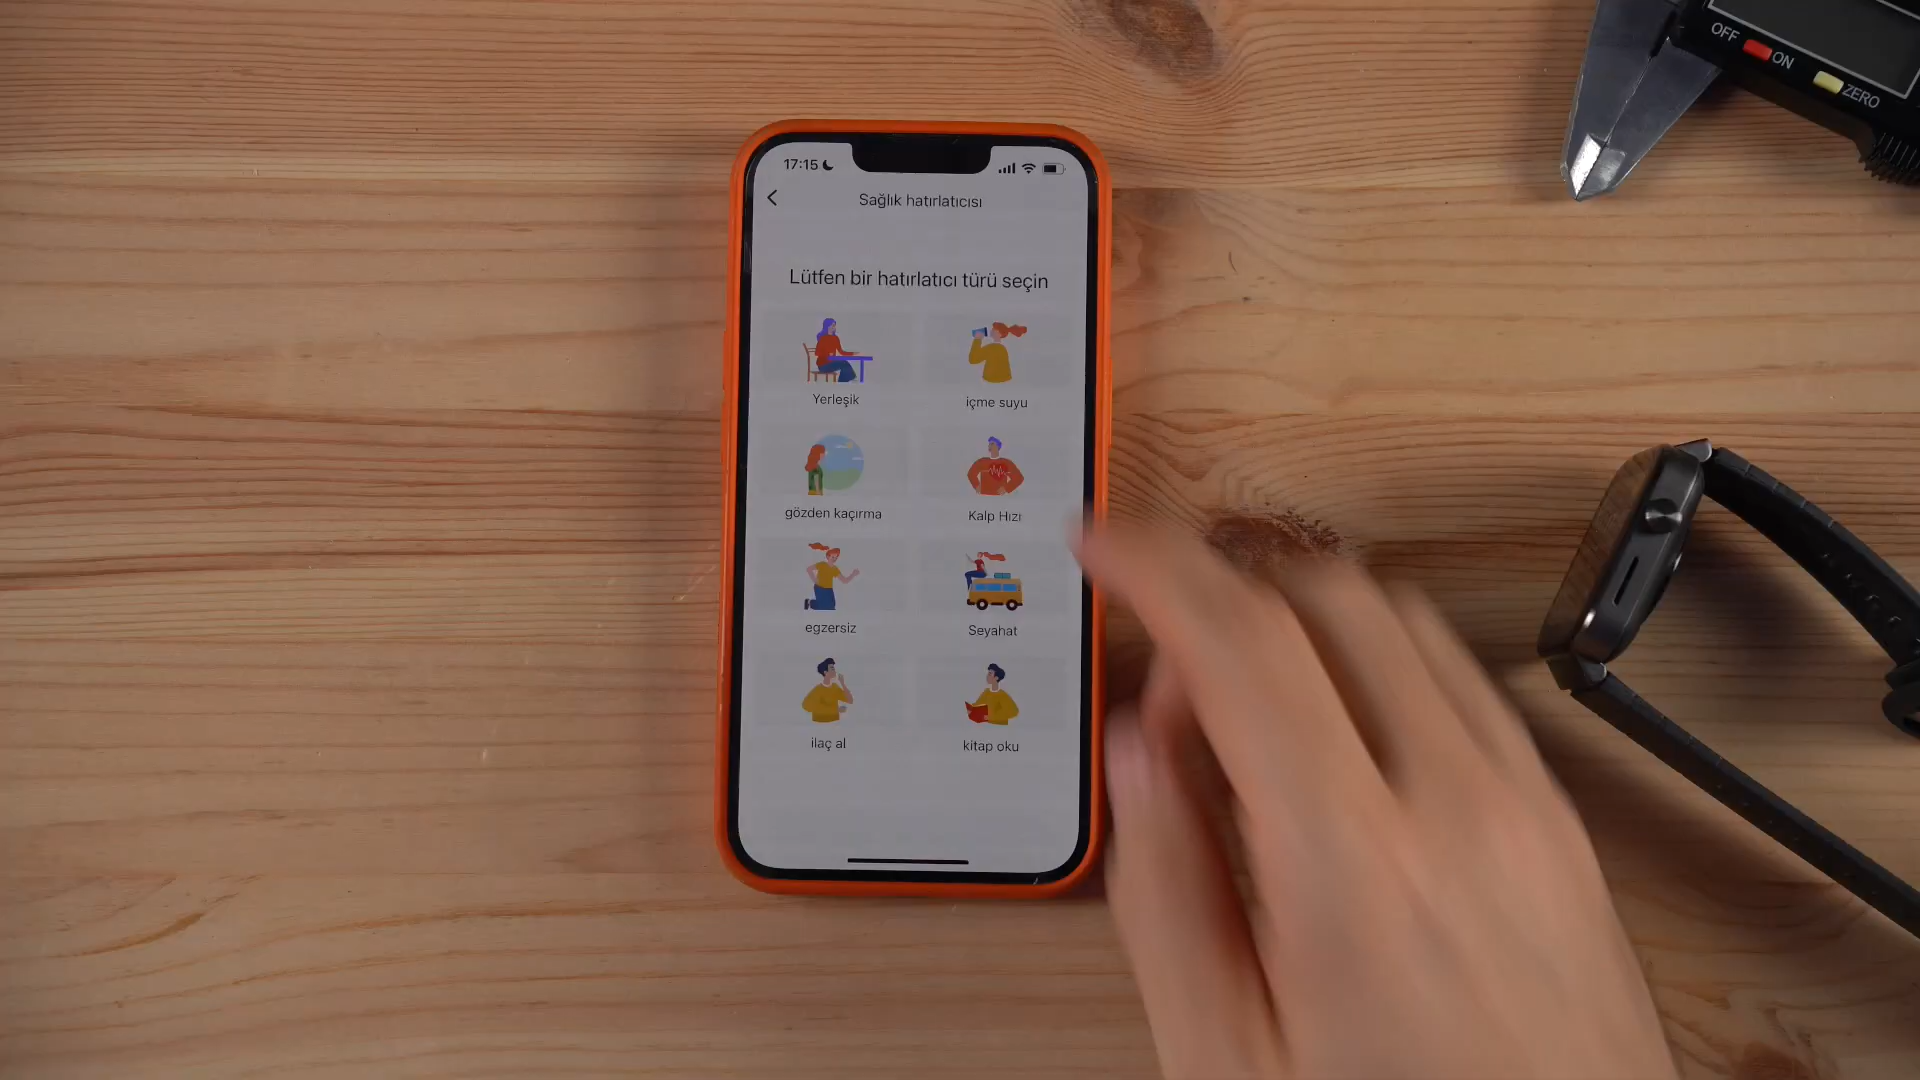 OFF
ON
ZERO
17:15
Sağlık hatırlatıcısı
Lütfen bir hatırlatıcı türü seçin
Yerleşik
içme suyu
gözden kaçırma
Kalp Hızı
egzersiz
Seyahat
ilaç al
kitap oku